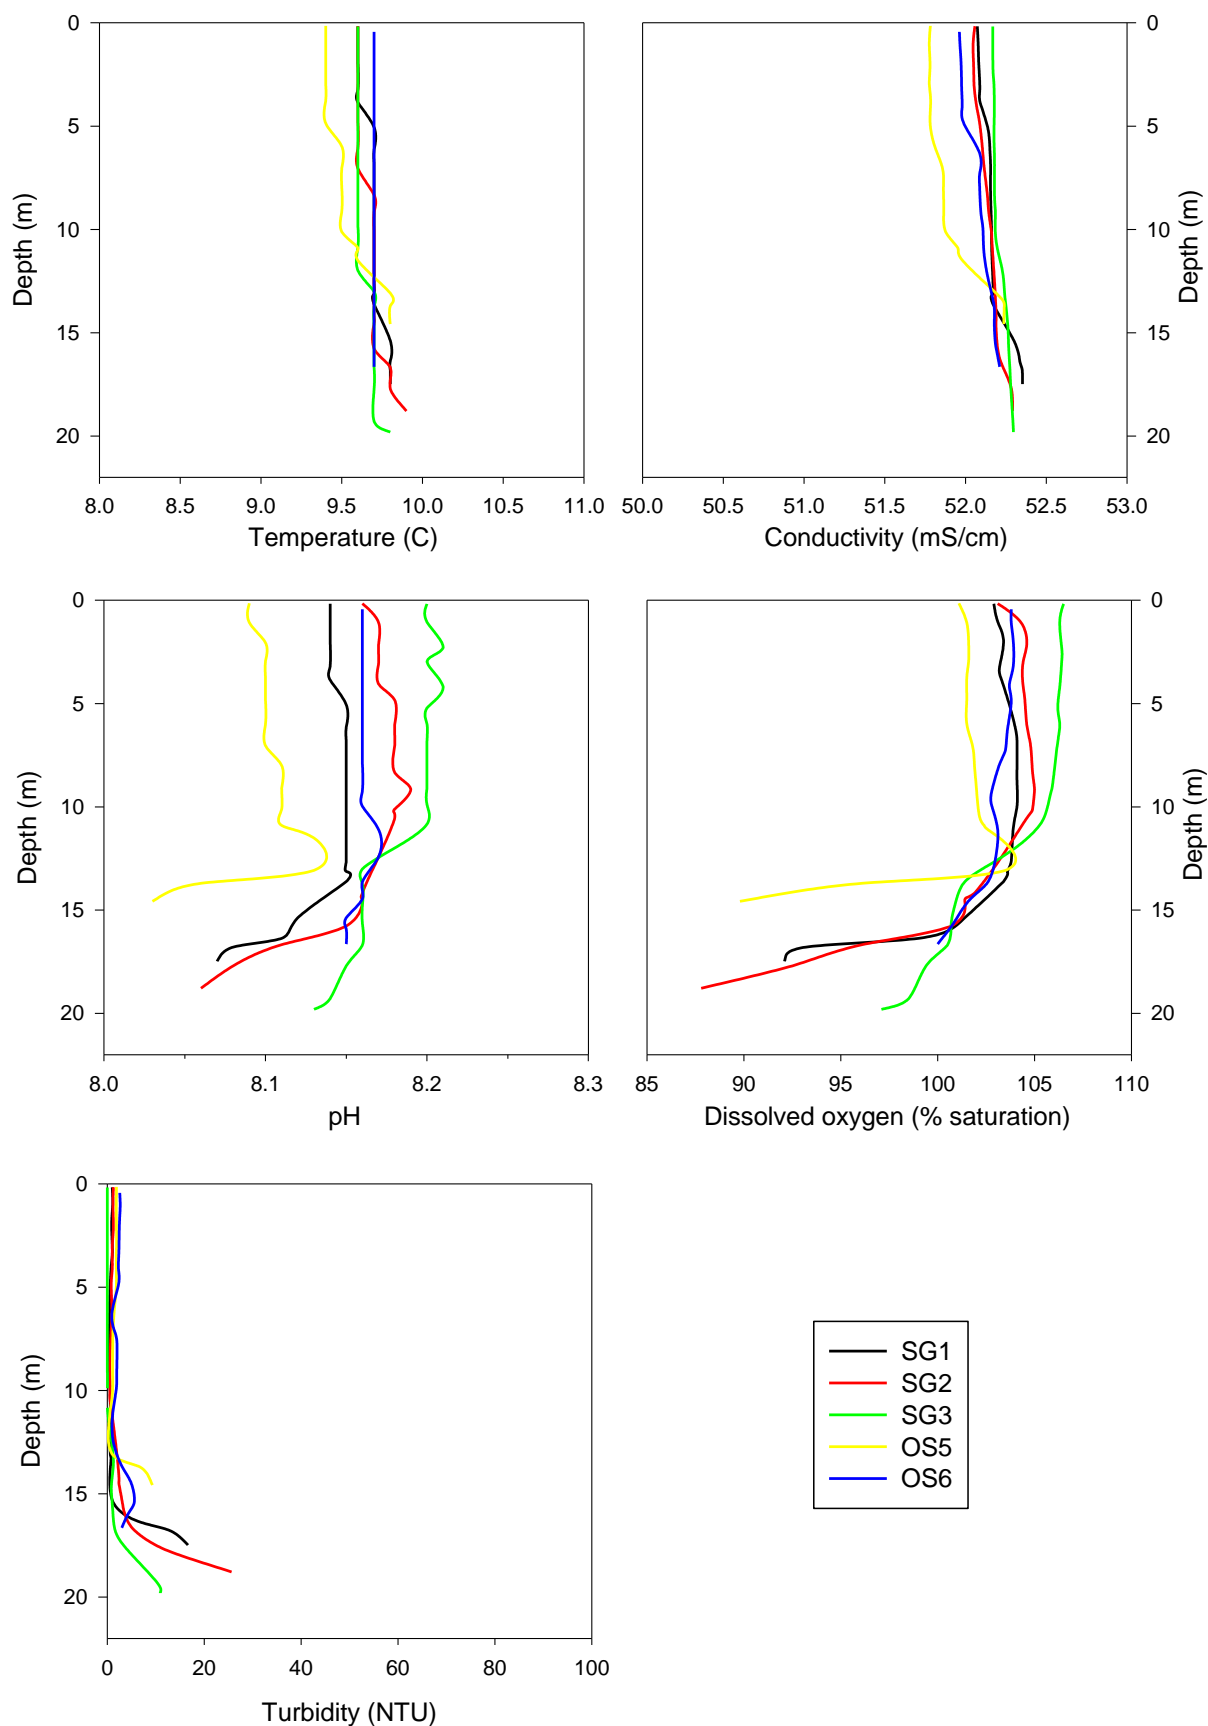 0
5
10
15
20
Depth (m)
8.0 8.5 9.0 9.5 10.0 10.5 11.0
Temperature (C)
0
5
10
15
20
Depth (m)
50.0 50.5 51.0 51.5 52.0 52.5 53.0
Conductivity (mS/cm)
0
5
10
15
20
Depth (m)
8.0 8.1 8.2 8.3
pH
0
5
10
15
20
Depth (m)
85 90 95 100 105 110
Dissolved oxygen (% saturation)
0
5
10
15
20
Depth (m)
0 20 40 60 80 100
Turbidity (NTU)
SG1
SG2
SG3
OS5
OS6